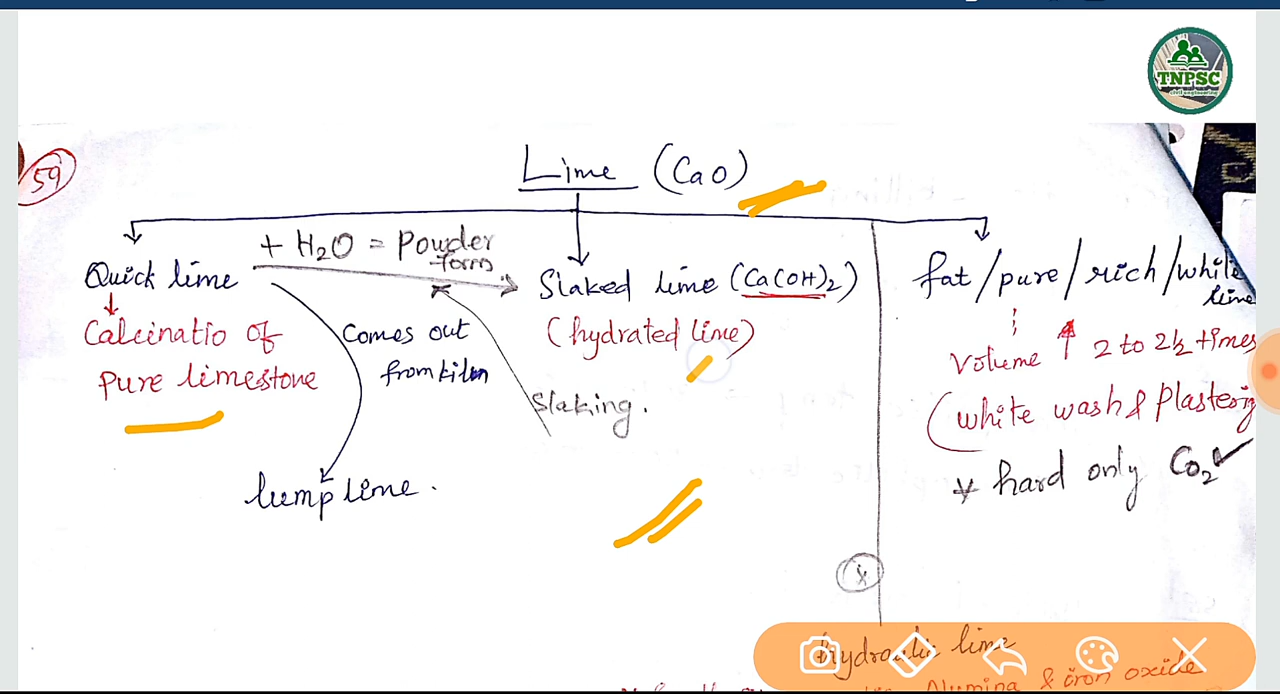 TNPSC
civil engineering
59
Lime (CaO)
+ H₂O = Powder
form
Quick lime
Slaked lime (Ca(OH)₂)
fat/pure/rich/white
lime
Calcinatio of
pure limestone
Comes out
from kiln
(hydrated lime)
Slaking.
lump lime.
Volume ↑ 2 to 2½ times
(white wash & Plastering
* hard only CO₂ ✓
x
hydraulic lime
Alumina & iron oxide